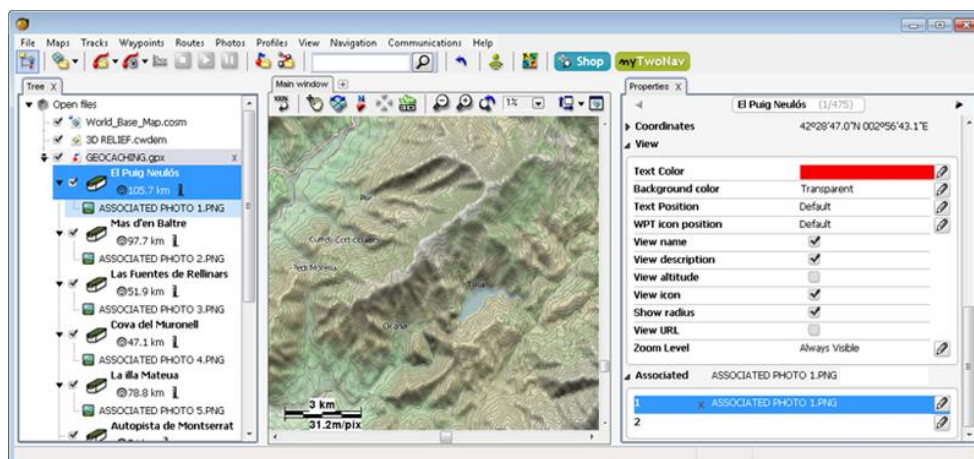 File Maps Tracks Waypoints Routes Photos Profiles View Navigation Communications Help
Shop
myTwoNav
Tree X
Open files
World_Base_Map.cosm
3D RELIEF.cwdem
GEOCACHING.gpx X
El Puig Neulós
105.7 km
ASSOCIATED PHOTO 1.PNG
Mas d'en Baltre
97.7 km
ASSOCIATED PHOTO 2.PNG
Las Fuentes de Rellinars
51.9 km
ASSOCIATED PHOTO 3.PNG
Cova del Muronell
47.1 km
ASSOCIATED PHOTO 4.PNG
La illa Mateua
78.8 km
ASSOCIATED PHOTO 5.PNG
Autopista de Montserrat
Main window
100%
1%
3 km
31.2m/pix
Properties X
El Puig Neulós (1/475)
Coordinates 42º28'47.0"N 002º56'43.1"E
View
Text Color
Background color Transparent
Text Position Default
WPT icon position Default
View name
View description
View altitude
View icon
Show radius
View URL
Zoom Level Always Visible
Associated ASSOCIATED PHOTO 1.PNG
1 X ASSOCIATED PHOTO 1.PNG
2